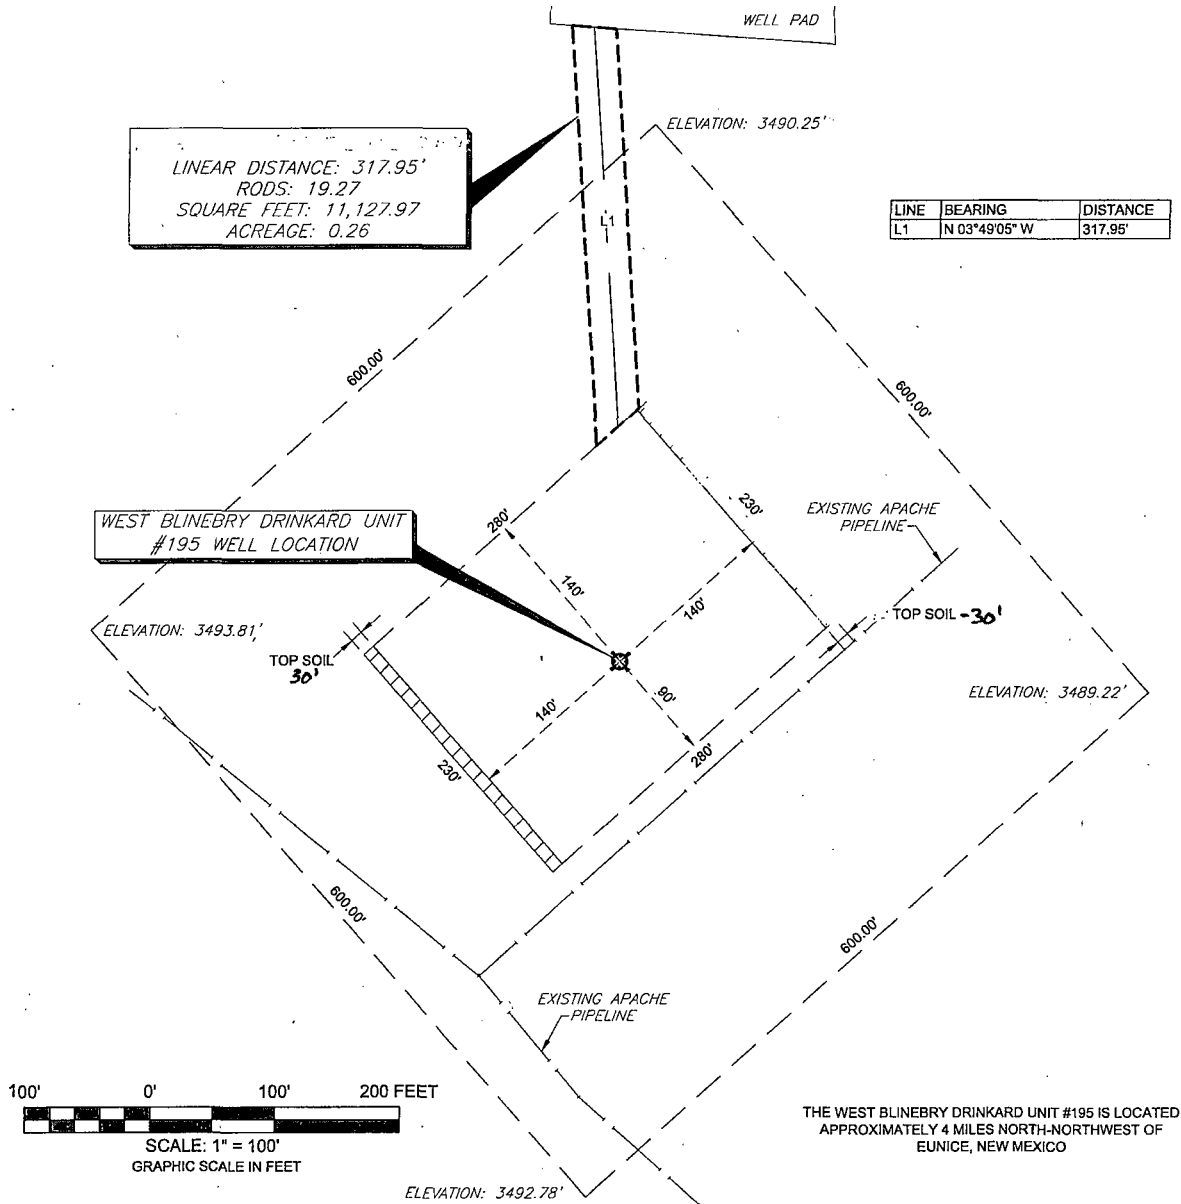 WELL PAD
ELEVATION: 3490.25'
LINEAR DISTANCE: 317.95'
RODS: 19.27
SQUARE FEET: 11,127.97
ACREAGE: 0.26
LINE BEARING DISTANCE
L1 N 03°49'05" W 317.95'
L1
600.00'
600.00'
230'
EXISTING APACHE
PIPELINE
WEST BLINEBRY DRINKARD UNIT
#195 WELL LOCATION
280'
140'
140'
TOP SOIL -30'
ELEVATION: 3493.81'
TOP SOIL
30'
90'
ELEVATION: 3489.22'
140'
280'
230'
600.00'
600.00'
EXISTING APACHE
PIPELINE
100' 0' 100' 200 FEET
SCALE: 1" = 100'
GRAPHIC SCALE IN FEET
THE WEST BLINEBRY DRINKARD UNIT #195 IS LOCATED
APPROXIMATELY 4 MILES NORTH-NORTHWEST OF
EUNICE, NEW MEXICO
ELEVATION: 3492.78'